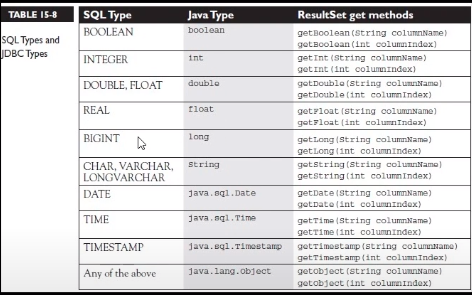 TABLE 15-8
SQL Types and
JDBC Types
SQL Type Java Type ResultSet get methods
BOOLEAN boolean getBoolean(String columnName)
getBoolean(int columnIndex)
INTEGER int getInt(String columnName)
getInt(int columnIndex)
DOUBLE, FLOAT double getDouble(String columnName)
getDouble(int columnIndex)
REAL float getFloat(String columnName)
getFloat(int columnIndex)
BIGINT long getLong(String columnName)
getLong(int columnIndex)
CHAR, VARCHAR, String getString(String columnName)
LONGVARCHAR getString(int columnIndex)
DATE java.sql.Date getDate(String columnName)
getDate(int columnIndex)
TIME java.sql.Time getTime(String columnName)
getTime(int columnIndex)
TIMESTAMP java.sql.Timestamp getTimestamp(String columnName)
getTimestamp(int columnIndex)
Any of the above java.lang.Object getObject(String columnName)
getObject(int columnIndex)